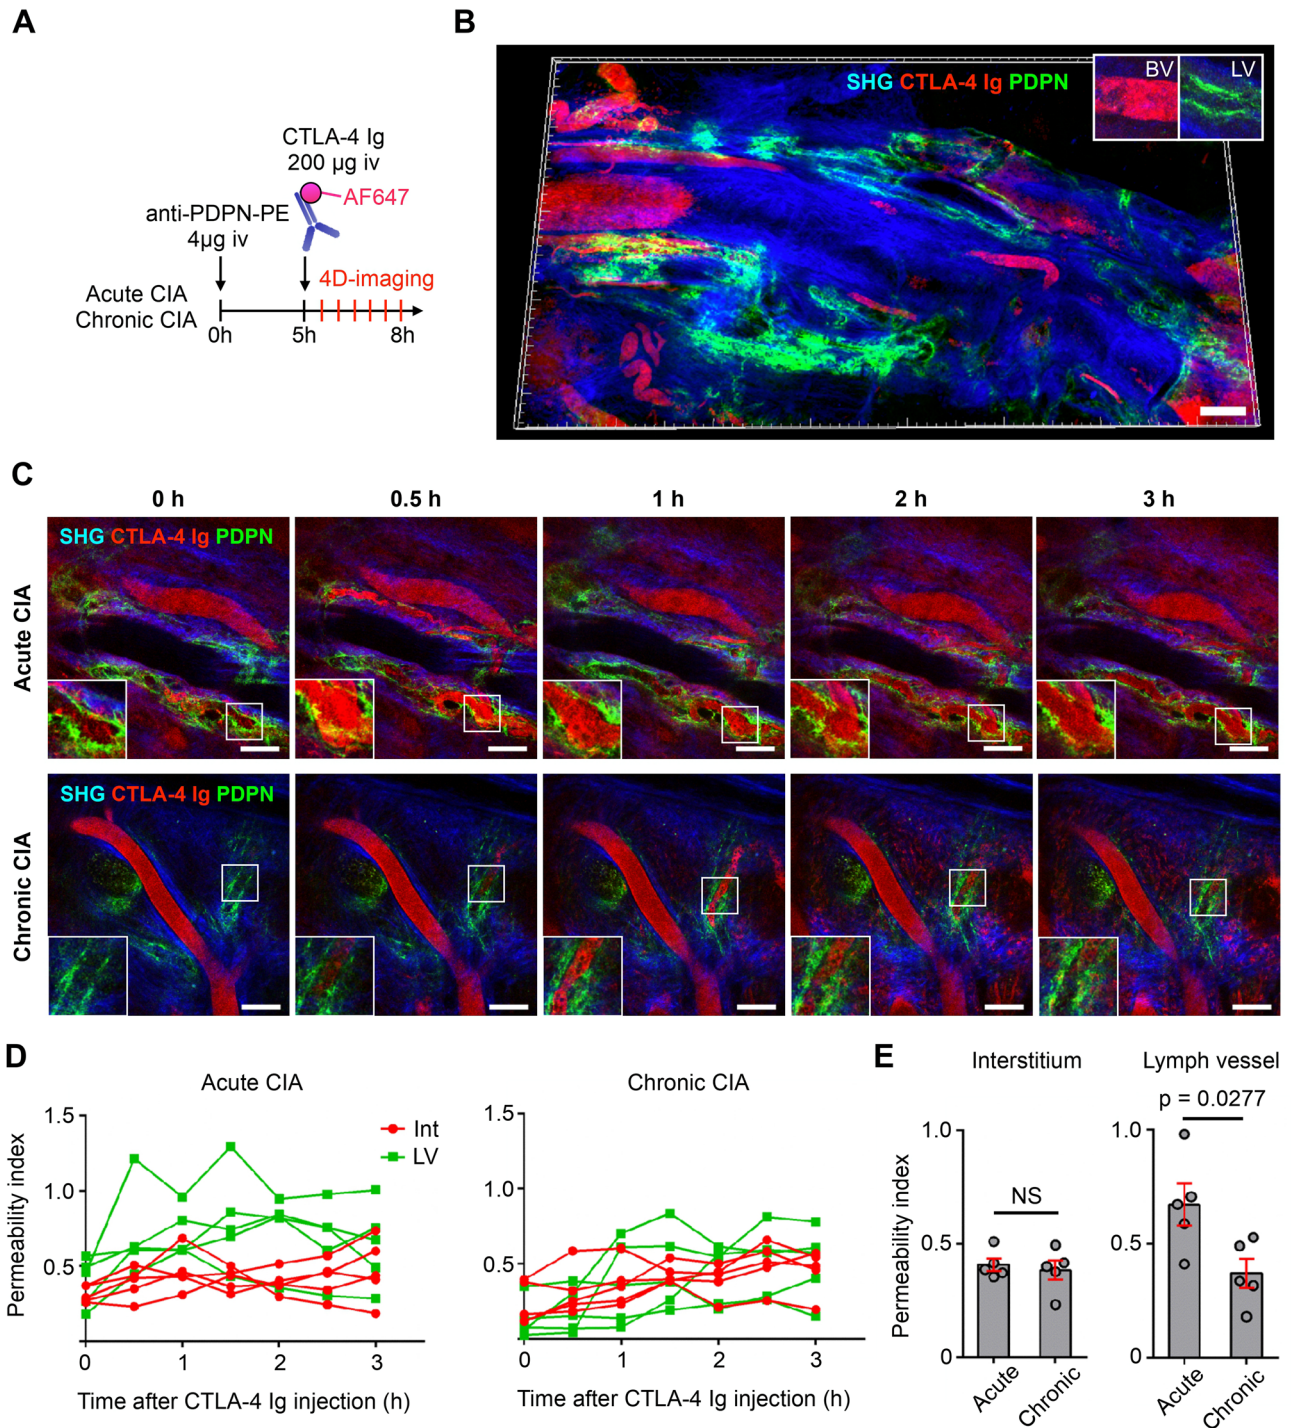 A
CTLA-4 Ig
200 µg iv
AF647
anti-PDPN-PE
4µg iv
4D-imaging
Acute CIA
Chronic CIA
0h
5h
8h
B
SHG CTLA-4 Ig PDPN
BV
LV
C
0 h
0.5 h
1 h
2 h
3 h
Acute CIA
SHG CTLA-4 Ig PDPN
Chronic CIA
SHG CTLA-4 Ig PDPN
D
Acute CIA
Permeability index
1.5
1.0
0.5
0
1
2
3
Int
LV
Time after CTLA-4 Ig injection (h)
Chronic CIA
1.5
1.0
0.5
0
1
2
3
Time after CTLA-4 Ig injection (h)
E
Interstitium
Permeability index
1.0
0.5
0
NS
Acute
Chronic
Lymph vessel
p = 0.0277
1.0
0.5
0
Acute
Chronic